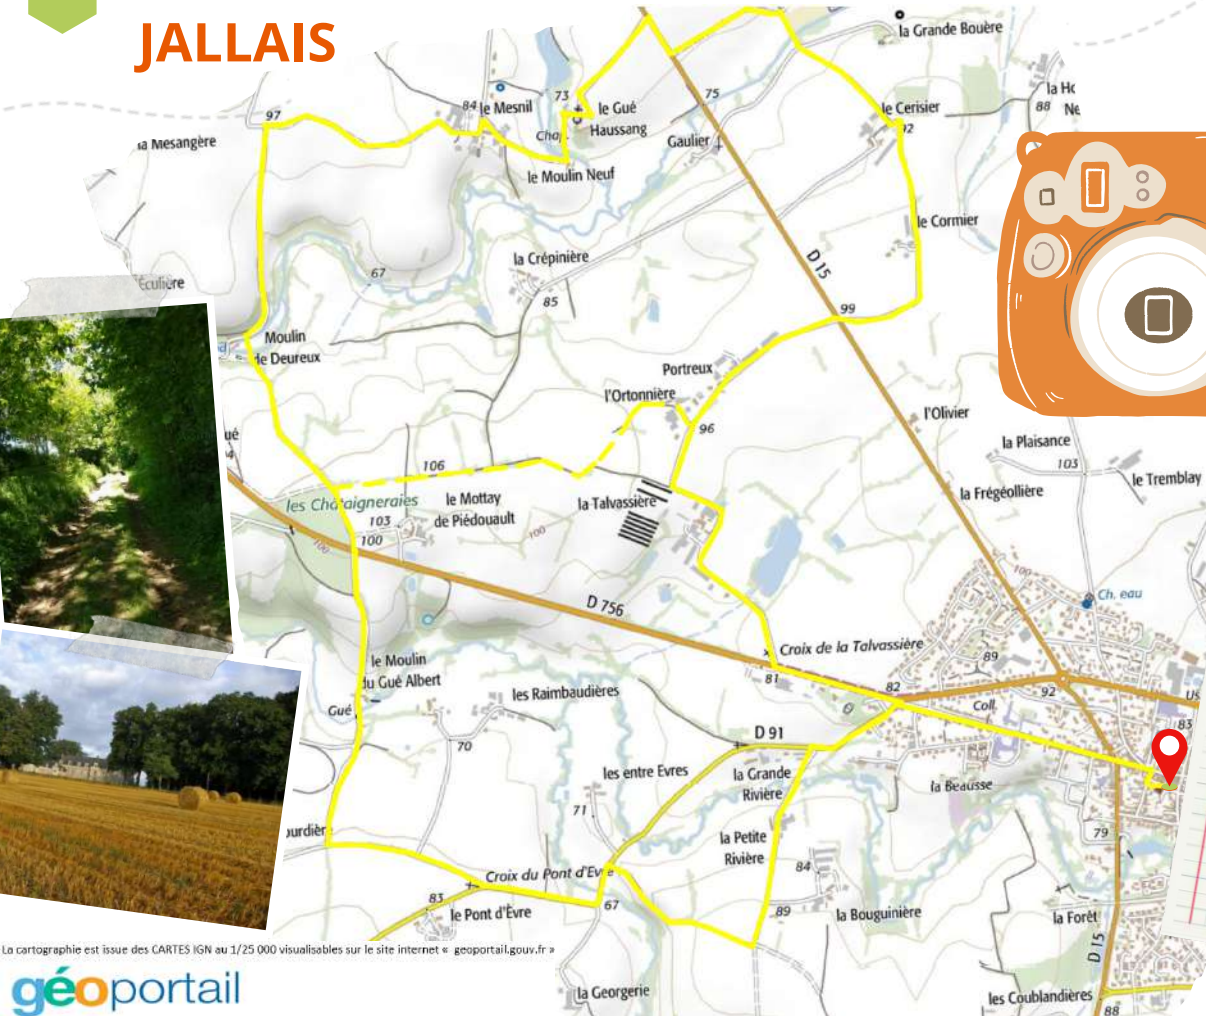 JALLAIS
la Grande Bouère
73
84
le Mesnil
le Gué
Haussang
75
le Cerisier
88
97
Gaulier
la Mesangère
le Moulin Neuf
le Cormier
la Crépinière
67
D 15
85
99
Moulin
de Deureux
Portreux
l'Ortonnière
96
l'Olivier
la Plaisance
103
le Tremblay
106
les Châtaigneraies
le Mottay
de Piédouault
la Talvassière
la Frégéollière
103
100
100
100
100
D 756
Ch. eau
Croix de la Talvassière
89
le Moulin
du Gué Albert
81
82
92
les Raimbaudières
Coll.
Gué
D 91
83
70
les entre Evres
la Grande
Rivière
la Beausse
71
la Petite
Rivière
79
84
Croix du Pont d'Evre
83
67
le Pont d'Èvre
89
la Bouguinière
la Forêt
D 15
la Georgerie
les Coublandières
88
La cartographie est issue des CARTES IGN au 1/25 000 visualisables sur le site internet « geoportail.gouv.fr »
géoportail